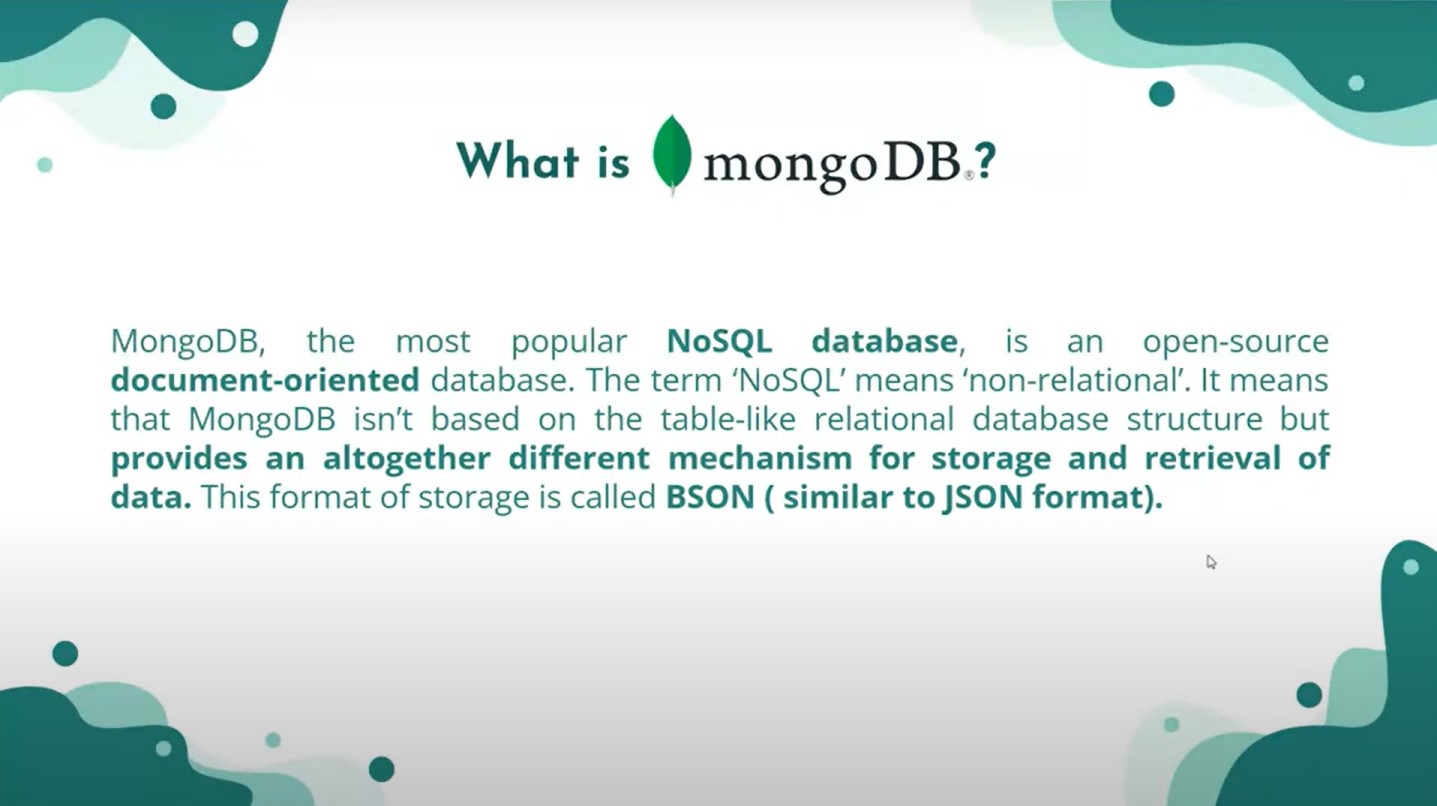 What is mongoDB®?
MongoDB, the most popular NoSQL database, is an open-source
document-oriented database. The term ‘NoSQL’ means ‘non-relational’. It means
that MongoDB isn’t based on the table-like relational database structure but
provides an altogether different mechanism for storage and retrieval of
data. This format of storage is called BSON ( similar to JSON format).